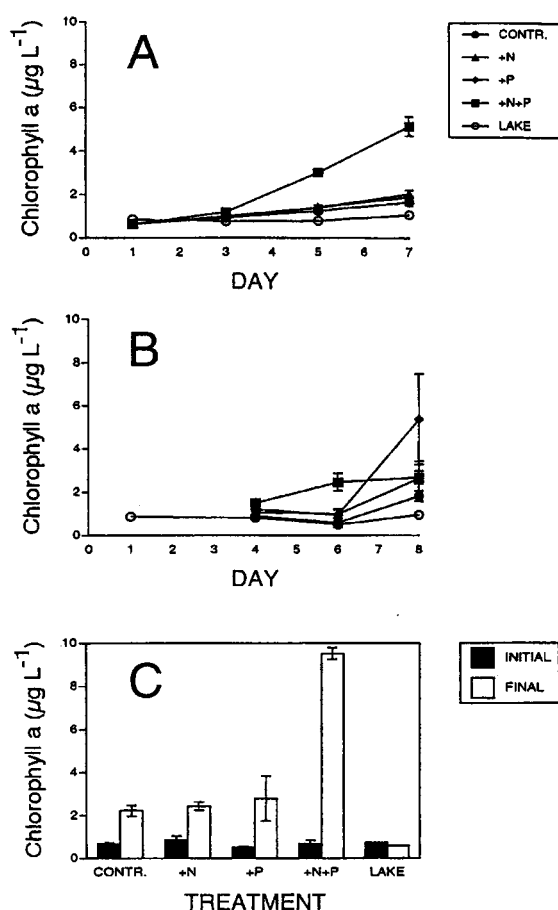 A
Chlorophyll a (µg L⁻¹)
10
8
6
4
2
0
0 1 2 3 4 5 6 7
DAY
CONTR.
+N
+P
+N+P
LAKE
B
Chlorophyll a (µg L⁻¹)
10
8
6
4
2
0
0 1 2 3 4 5 6 7 8
DAY
C
Chlorophyll a (µg L⁻¹)
10
8
6
4
2
0
CONTR. +N +P +N+P LAKE
TREATMENT
INITIAL
FINAL